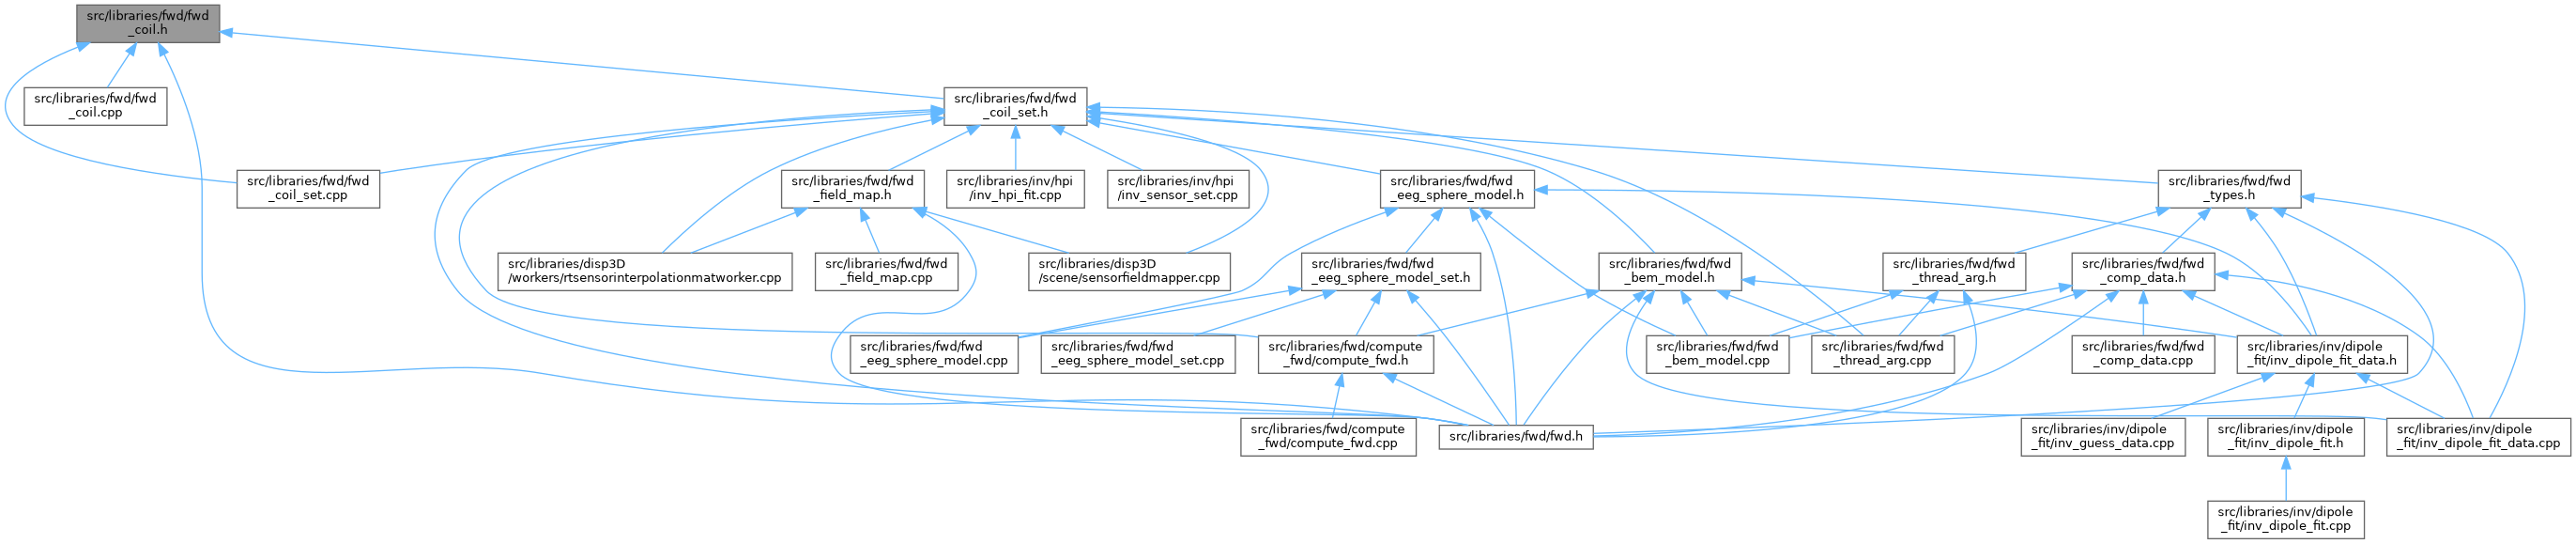 src/libraries/fwd/fwd
_coil.h
src/libraries/fwd/fwd
_coil.cpp
src/libraries/fwd/fwd
_coil_set.h
src/libraries/fwd/fwd
_coil_set.cpp
src/libraries/fwd/fwd
_field_map.h
src/libraries/inv/hpi
/inv_hpi_fit.cpp
src/libraries/inv/hpi
/inv_sensor_set.cpp
src/libraries/fwd/fwd
_eeg_sphere_model.h
src/libraries/fwd/fwd
_types.h
src/libraries/disp3D
/workers/rtsensorinterpolationmatworker.cpp
src/libraries/fwd/fwd
_field_map.cpp
src/libraries/disp3D
/scene/sensorfieldmapper.cpp
src/libraries/fwd/fwd
_eeg_sphere_model_set.h
src/libraries/fwd/fwd
_bem_model.h
src/libraries/fwd/fwd
_thread_arg.h
src/libraries/fwd/fwd
_comp_data.h
src/libraries/fwd/fwd
_eeg_sphere_model.cpp
src/libraries/fwd/fwd
_eeg_sphere_model_set.cpp
src/libraries/fwd/compute
_fwd/compute_fwd.h
src/libraries/fwd/fwd
_bem_model.cpp
src/libraries/fwd/fwd
_thread_arg.cpp
src/libraries/fwd/fwd
_comp_data.cpp
src/libraries/inv/dipole
_fit/inv_dipole_fit_data.h
src/libraries/fwd/compute
_fwd/compute_fwd.cpp
src/libraries/fwd/fwd.h
src/libraries/inv/dipole
_fit/inv_guess_data.cpp
src/libraries/inv/dipole
_fit/inv_dipole_fit.h
src/libraries/inv/dipole
_fit/inv_dipole_fit_data.cpp
src/libraries/inv/dipole
_fit/inv_dipole_fit.cpp